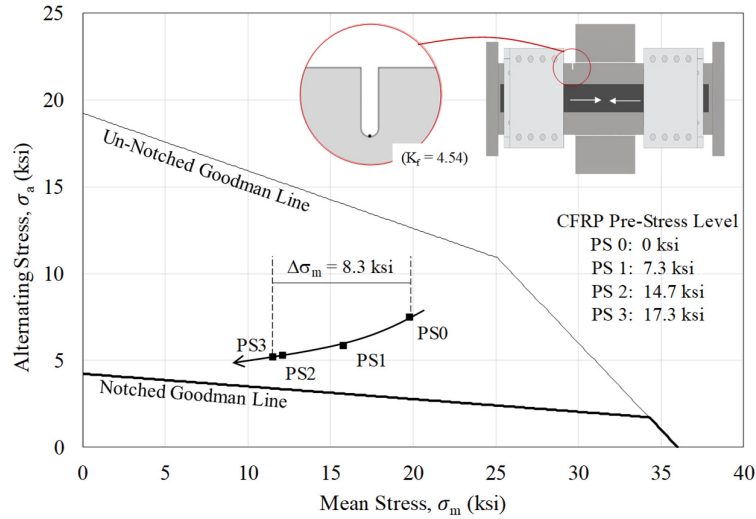 25
20
15
10
5
0
Alternating Stress, σa (ksi)
Un-Notched Goodman Line
(Kf = 4.54)
CFRP Pre-Stress Level
PS 0: 0 ksi
PS 1: 7.3 ksi
PS 2: 14.7 ksi
PS 3: 17.3 ksi
Δσm = 8.3 ksi
PS3
PS2
PS1
PS0
Notched Goodman Line
0
5
10
15
20
25
30
35
40
Mean Stress, σm (ksi)